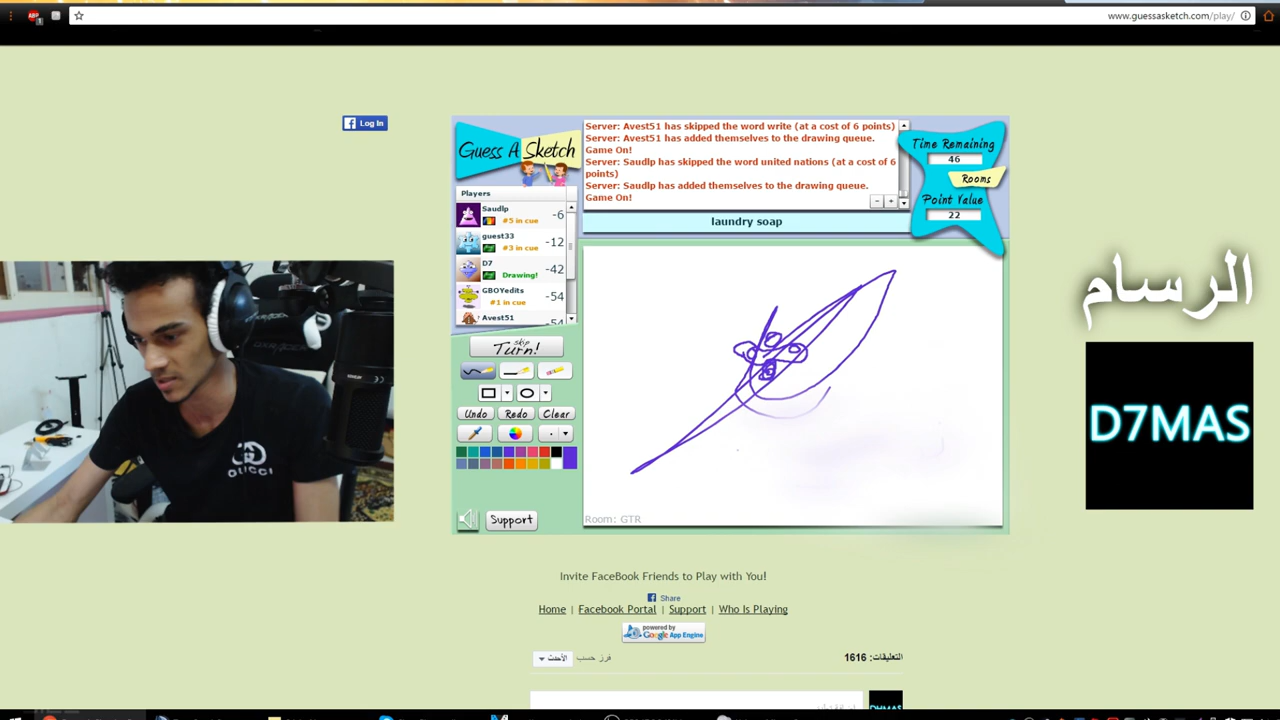 www.guessasketch.com/play/
ABP
1
Log In
Guess A Sketch
Server: Avest51 has skipped the word write (at a cost of 6 points)
Server: Avest51 has added themselves to the drawing queue.
Game On!
Server: Saudlp has skipped the word united nations (at a cost of 6
points)
Server: Saudlp has added themselves to the drawing queue.
Game On!
- +
Time Remaining
46
Rooms
Point Value
22
laundry soap
Players
Saudlp
#5 in cue
-6
guest33
#3 in cue
-12
D7
Drawing!
-42
GBOYedits
#1 in cue
-54
Avest51
-54
skip
Turn!
Undo Redo Clear
Support
Room: GTR
GUCCI
الرسام
D7MAS
Invite FaceBook Friends to Play with You!
Share
Home | Facebook Portal | Support | Who Is Playing
powered by
Google App Engine
التعليقات: 1616
فرز حسب الأحدث